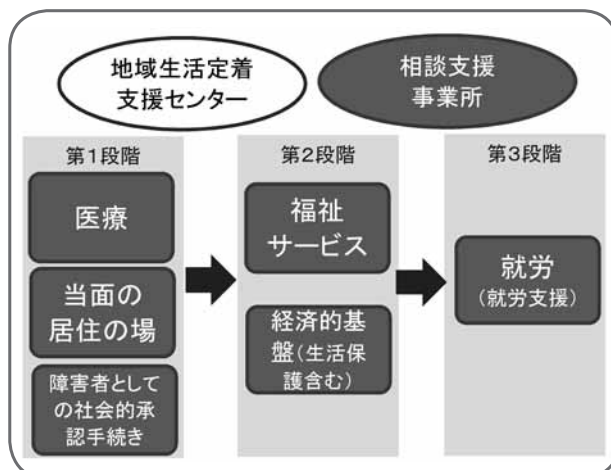 地域生活定着
支援センター
相談支援
事業所
第1段階
医療
当面の
居住の場
障害者として
の社会的承
認手続き
第2段階
福祉
サービス
経済的基
盤(生活保
護含む)
第3段階
就労
(就労支援)